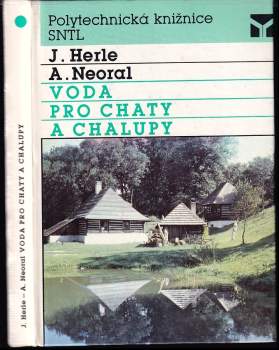 Polytechnická knižnice
SNTL
J. Herle
A. Neoral
VODA
PRO CHATY
A CHALUPY
J. Herle – A. Neoral VODA PRO CHATY A CHALUPY